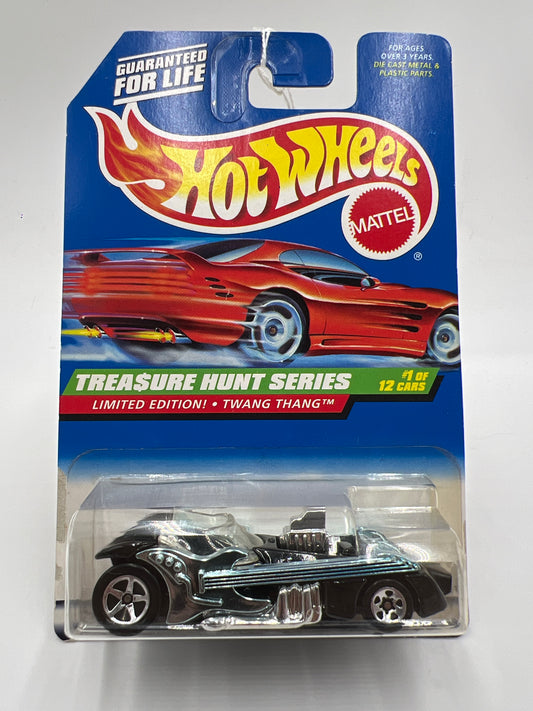 GUARANTEED
FOR LIFE
FOR AGES
OVER 3 YEARS.
DIE CAST METAL &
PLASTIC PARTS.
HOT WHEELS
MATTEL
®
TREA$URE HUNT SERIES
#1 OF
12 CARS
LIMITED EDITION! • TWANG THANG™